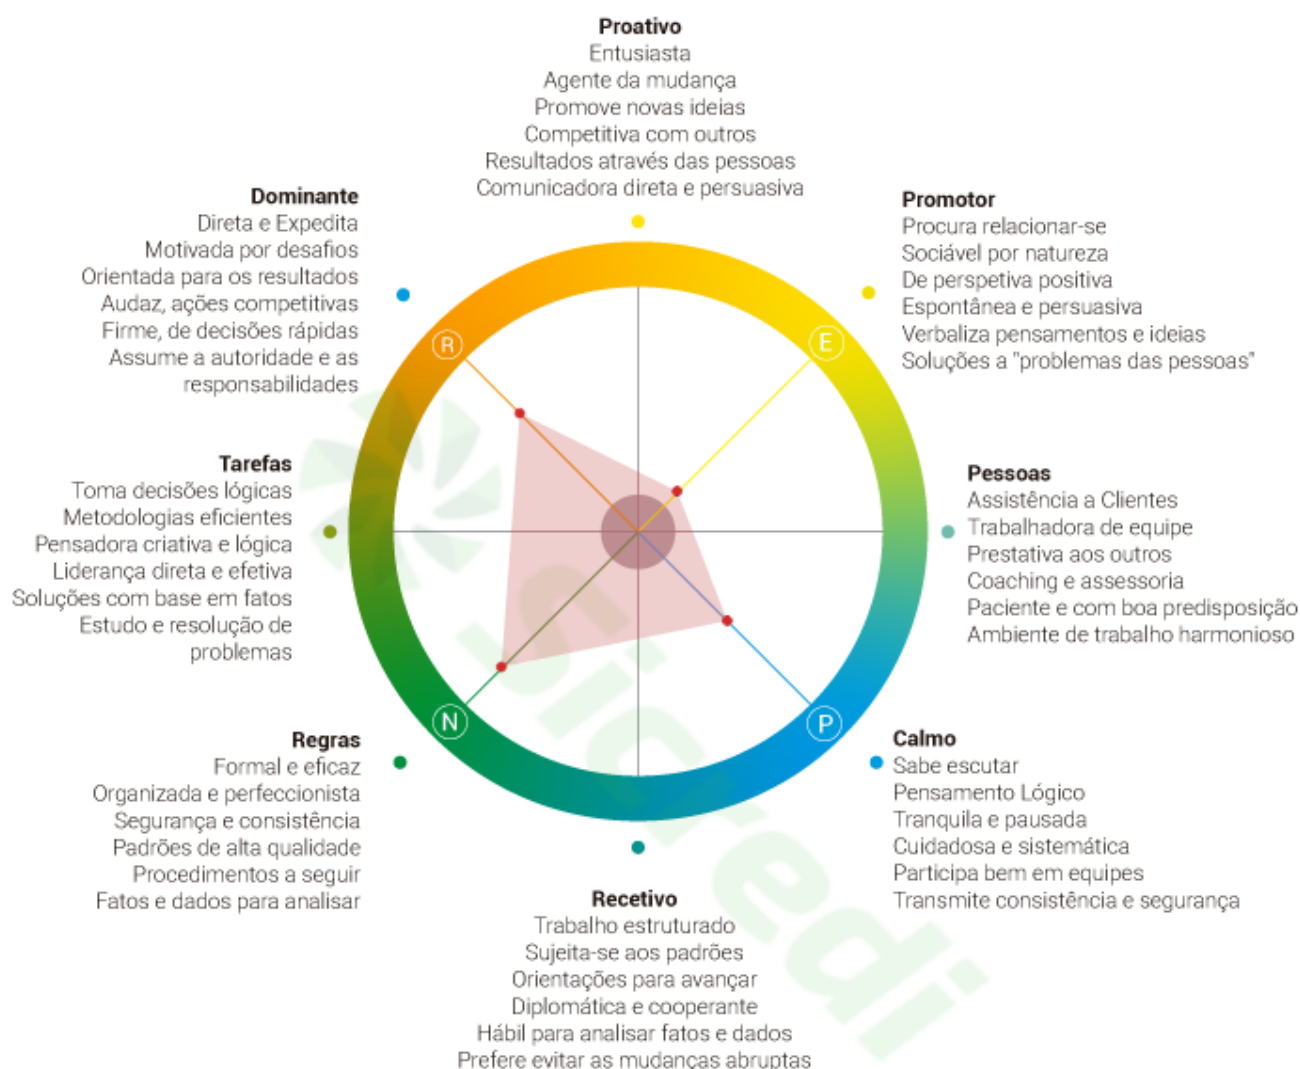 Proativo
Entusiasta
Agente da mudança
Promove novas ideias
Competitiva com outros
Resultados através das pessoas
Comunicadora direta e persuasiva
Dominante
Direta e Expedita
Motivada por desafios
Orientada para os resultados
Audaz, ações competitivas
Firme, de decisões rápidas
Assume a autoridade e as
responsabilidades
Promotor
Procura relacionar-se
Sociável por natureza
De perspetiva positiva
Espontânea e persuasiva
Verbaliza pensamentos e ideias
Soluções a "problemas das pessoas"
R
E
Tarefas
Toma decisões lógicas
Metodologias eficientes
Pensadora criativa e lógica
Liderança direta e efetiva
Soluções com base em fatos
Estudo e resolução de
problemas
Pessoas
Assistência a Clientes
Trabalhadora de equipe
Prestativa aos outros
Coaching e assessoria
Paciente e com boa predisposição
Ambiente de trabalho harmonioso
N
P
Regras
Formal e eficaz
Organizada e perfeccionista
Segurança e consistência
Padrões de alta qualidade
Procedimentos a seguir
Fatos e dados para analisar
Calmo
Sabe escutar
Pensamento Lógico
Tranquila e pausada
Cuidadosa e sistemática
Participa bem em equipes
Transmite consistência e segurança
Recetivo
Trabalho estruturado
Sujeita-se aos padrões
Orientações para avançar
Diplomática e cooperante
Hábil para analisar fatos e dados
Prefere evitar as mudanças abruptas
Sicredi